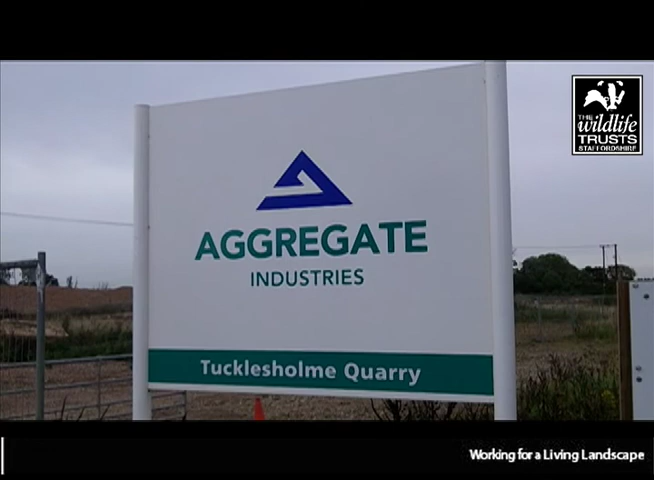 THE
wildlife
TRUSTS
STAFFORDSHIRE
AGGREGATE
INDUSTRIES
Tucklesholme Quarry
Working for a Living Landscape